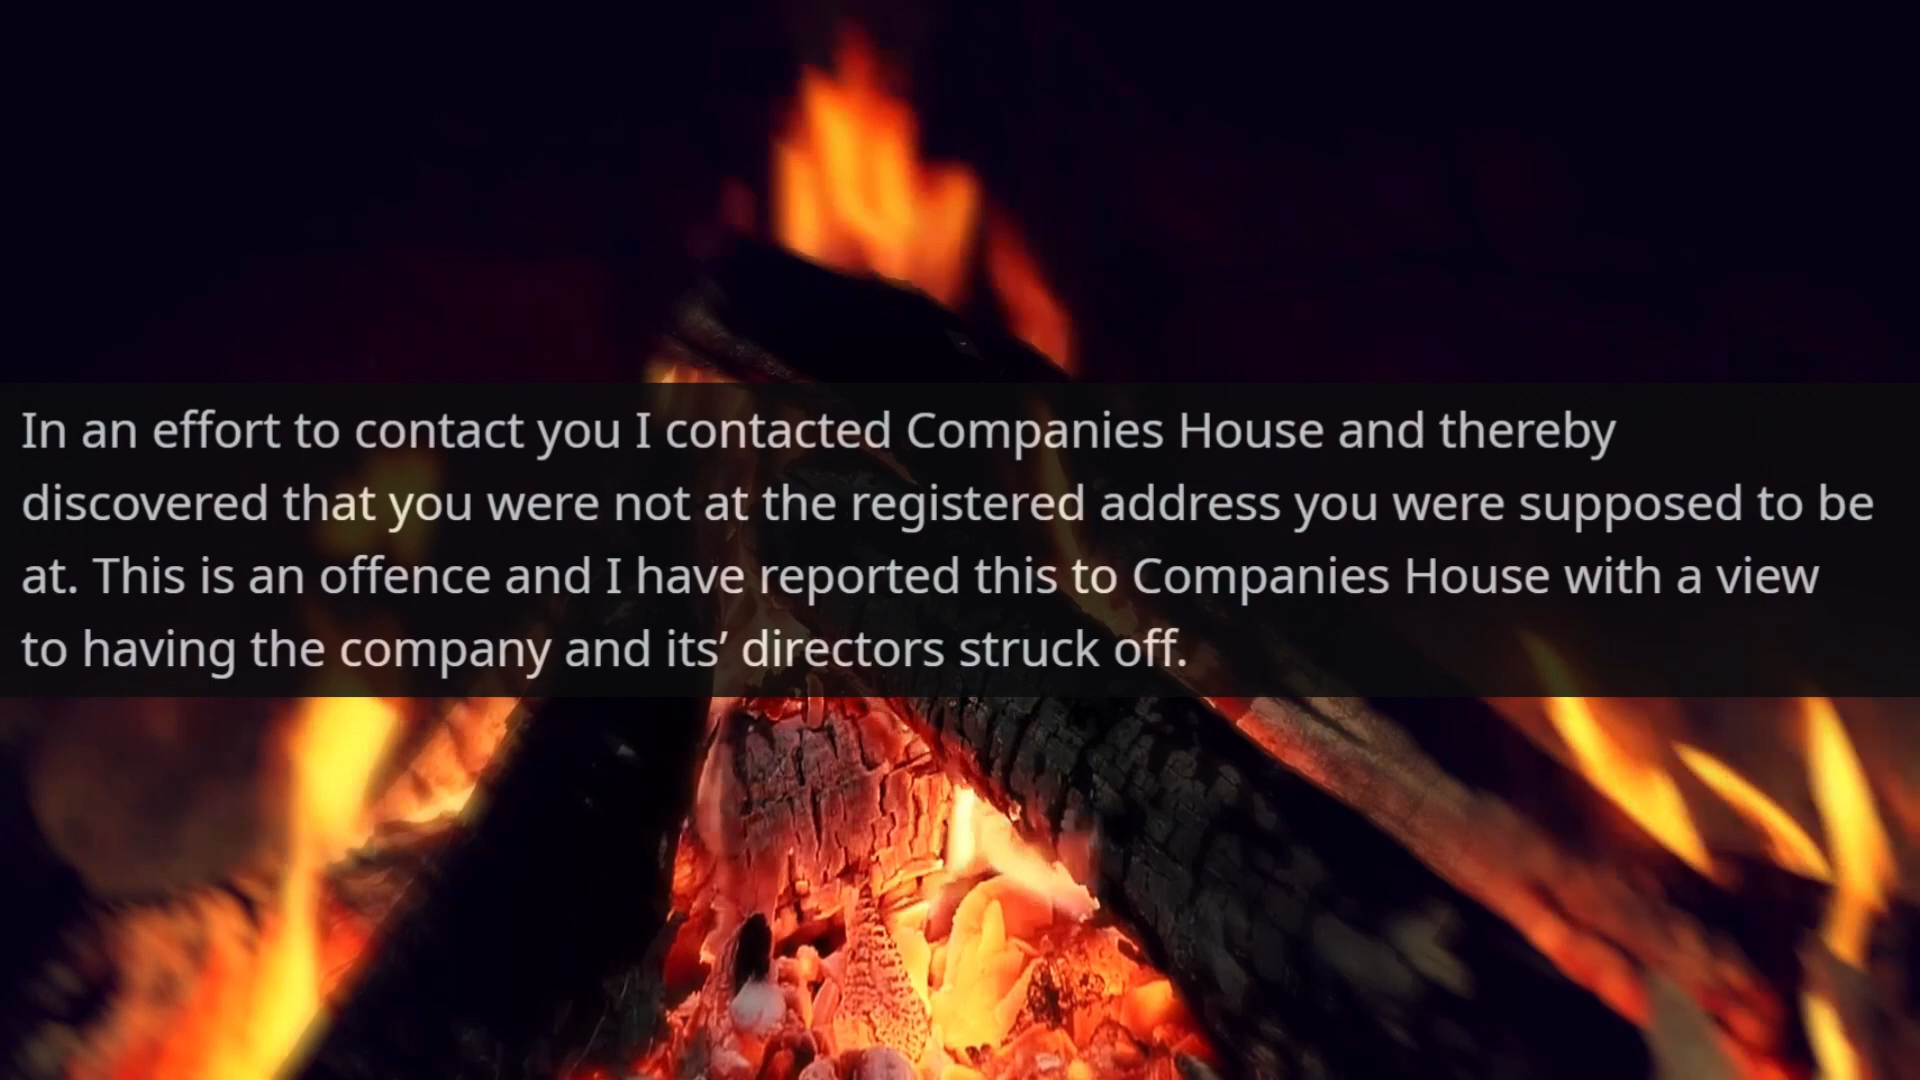 In an effort to contact you I contacted Companies House and thereby
discovered that you were not at the registered address you were supposed to be
at. This is an offence and I have reported this to Companies House with a view
to having the company and its’ directors struck off.